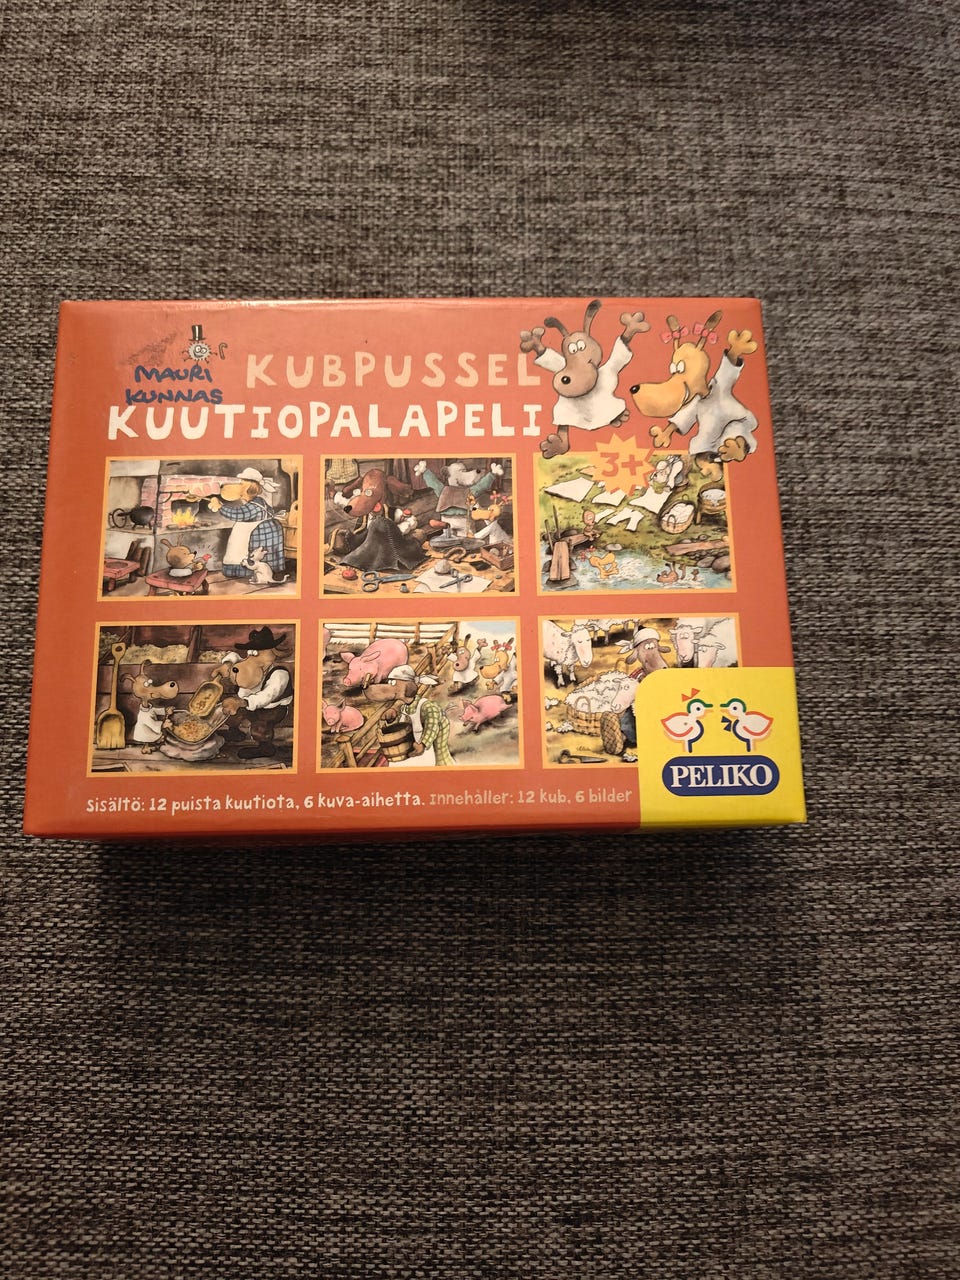 MAURI
KUNNAS
KUBPUSSEL
KUUTIOPALAPELI
3+
Sisältö: 12 puista kuutiota, 6 kuva-aihetta. Innehåller: 12 kub, 6 bilder
PELIKO